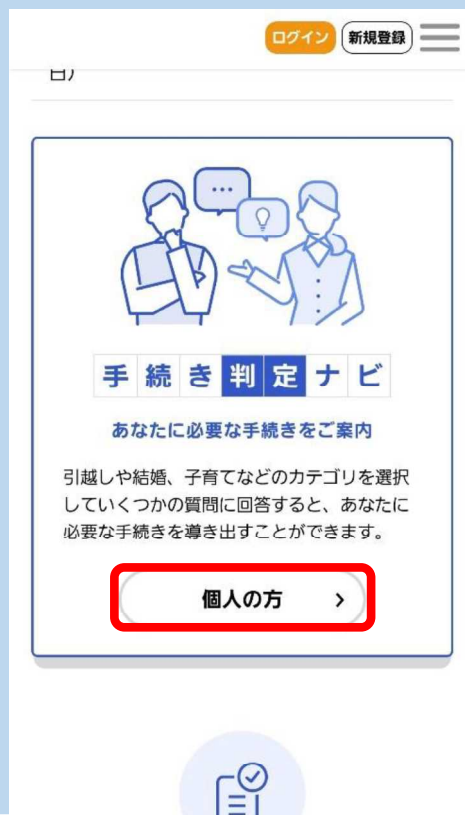 ログイン
新規登録
手続き判定ナビ
あなたに必要な手続きをご案内
引越しや結婚、子育てなどのカテゴリを選択
していくつかの質問に回答すると、あなたに
必要な手続きを導き出すことができます。
個人の方